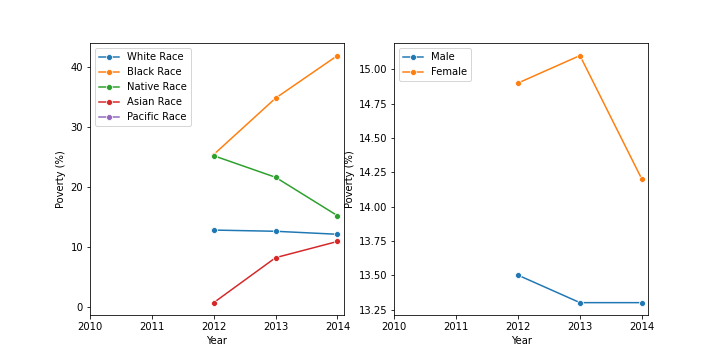 White Race
Black Race
Native Race
Asian Race
Pacific Race
40
30
20
10
0
Poverty (%)
2010 2011 2012 2013 2014
Year
Male
Female
15.00
14.75
14.50
14.25
14.00
13.75
13.50
13.25
Poverty (%)
2010 2011 2012 2013 2014
Year